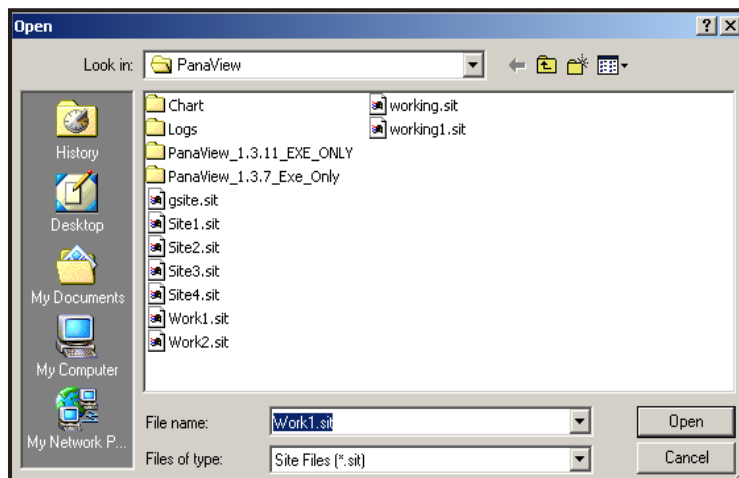 Open
Look in: PanaView
History
Desktop
My Documents
My Computer
My Network P...
Chart
Logs
PanaView_1.3.11_EXE_ONLY
PanaView_1.3.7_Exe_Only
gsite.sit
Site1.sit
Site2.sit
Site3.sit
Site4.sit
Work1.sit
Work2.sit
working.sit
working1.sit
File name: Work1.sit Open
Files of type: Site Files (*.sit) Cancel